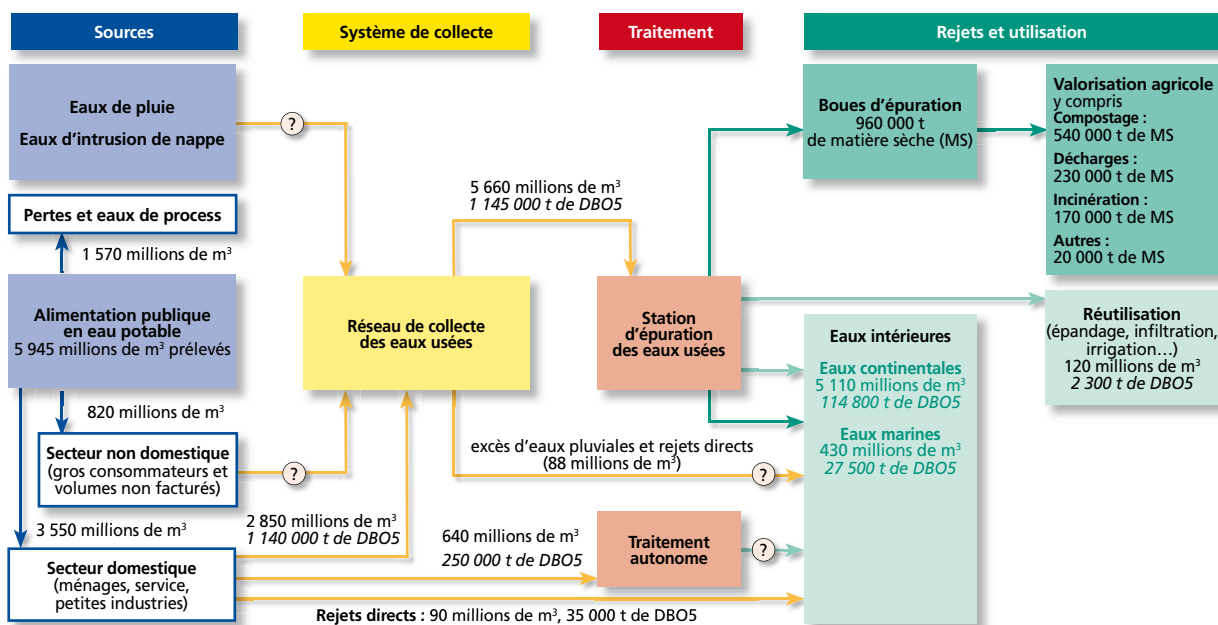 Sources
Système de collecte
Traitement
Rejets et utilisation
Eaux de pluie
Eaux d'intrusion de nappe
?
Pertes et eaux de process
1 570 millions de m³
Alimentation publique
en eau potable
5 945 millions de m³ prélevés
820 millions de m³
Secteur non domestique
(gros consommateurs et
volumes non facturés)
?
3 550 millions de m³
Secteur domestique
(ménages, service,
petites industries)
2 850 millions de m³
1 140 000 t de DBO5
Réseau de collecte
des eaux usées
5 660 millions de m³
1 145 000 t de DBO5
excès d'eaux pluviales et rejets directs
(88 millions de m³)
?
640 millions de m³
250 000 t de DBO5
Rejets directs : 90 millions de m³, 35 000 t de DBO5
Station
d'épuration
des eaux usées
Traitement
autonome
?
Boues d'épuration
960 000 t
de matière sèche (MS)
Valorisation agricole
y compris
Compostage :
540 000 t de MS
Décharges :
230 000 t de MS
Incinération :
170 000 t de MS
Autres :
20 000 t de MS
Réutilisation
(épandage, infiltration,
irrigation…)
120 millions de m³
2 300 t de DBO5
Eaux intérieures
Eaux continentales
5 110 millions de m³
114 800 t de DBO5
Eaux marines
430 millions de m³
27 500 t de DBO5